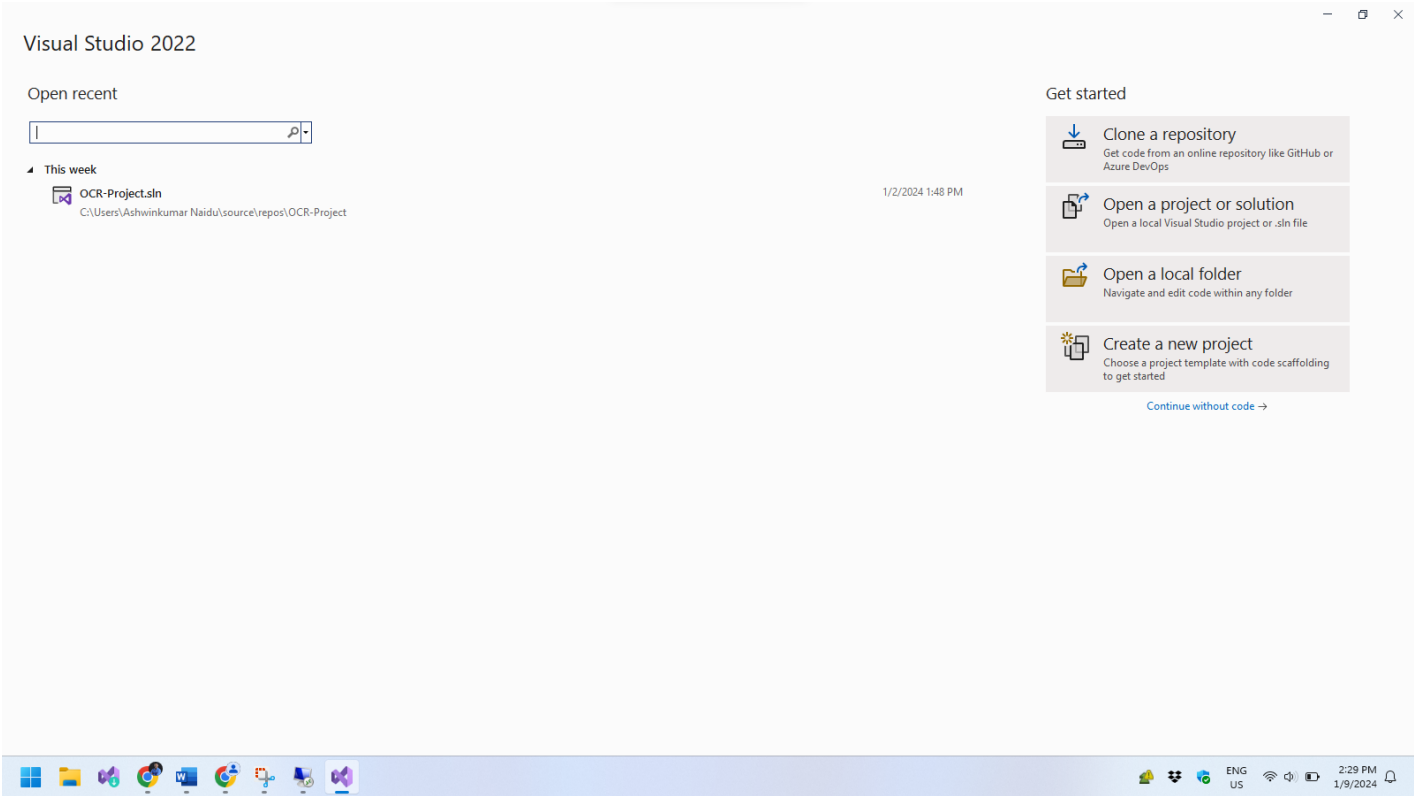 Visual Studio 2022
Open recent
This week
OCR-Project.sln
1/2/2024 1:48 PM
C:\Users\Ashwinkumar Naidu\source\repos\OCR-Project
Get started
Clone a repository
Get code from an online repository like GitHub or
Azure DevOps
Open a project or solution
Open a local Visual Studio project or .sln file
Open a local folder
Navigate and edit code within any folder
Create a new project
Choose a project template with code scaffolding
to get started
Continue without code →
ENG
US
2:29 PM
1/9/2024